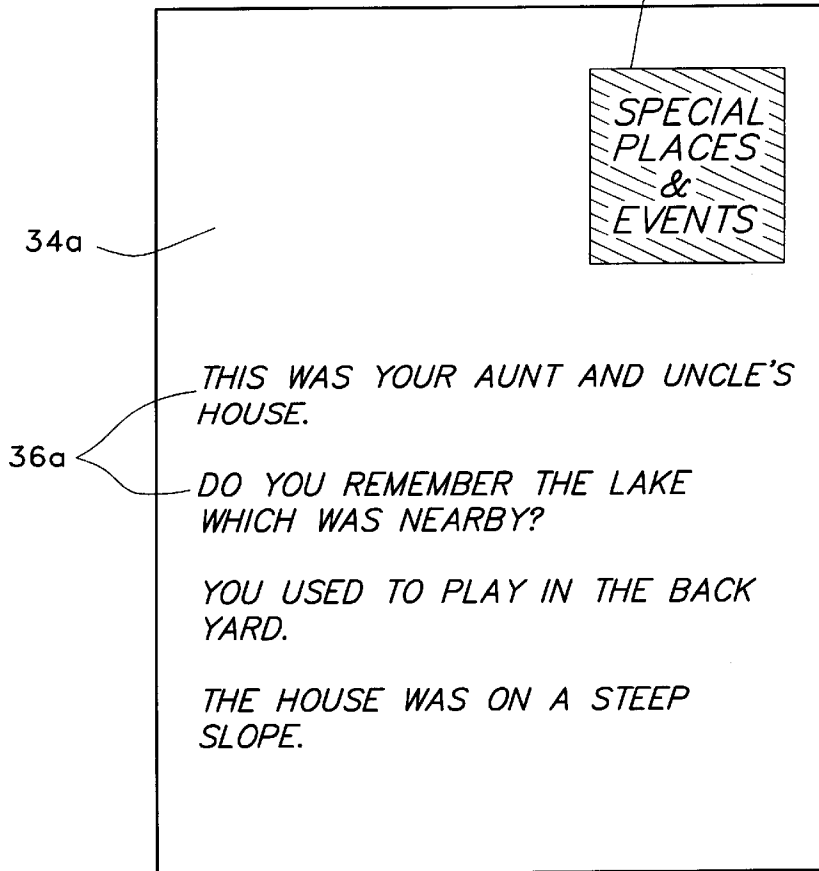 SPECIAL
PLACES
&
EVENTS
34a
THIS WAS YOUR AUNT AND UNCLE'S
HOUSE.
36a
DO YOU REMEMBER THE LAKE
WHICH WAS NEARBY?
YOU USED TO PLAY IN THE BACK
YARD.
THE HOUSE WAS ON A STEEP
SLOPE.